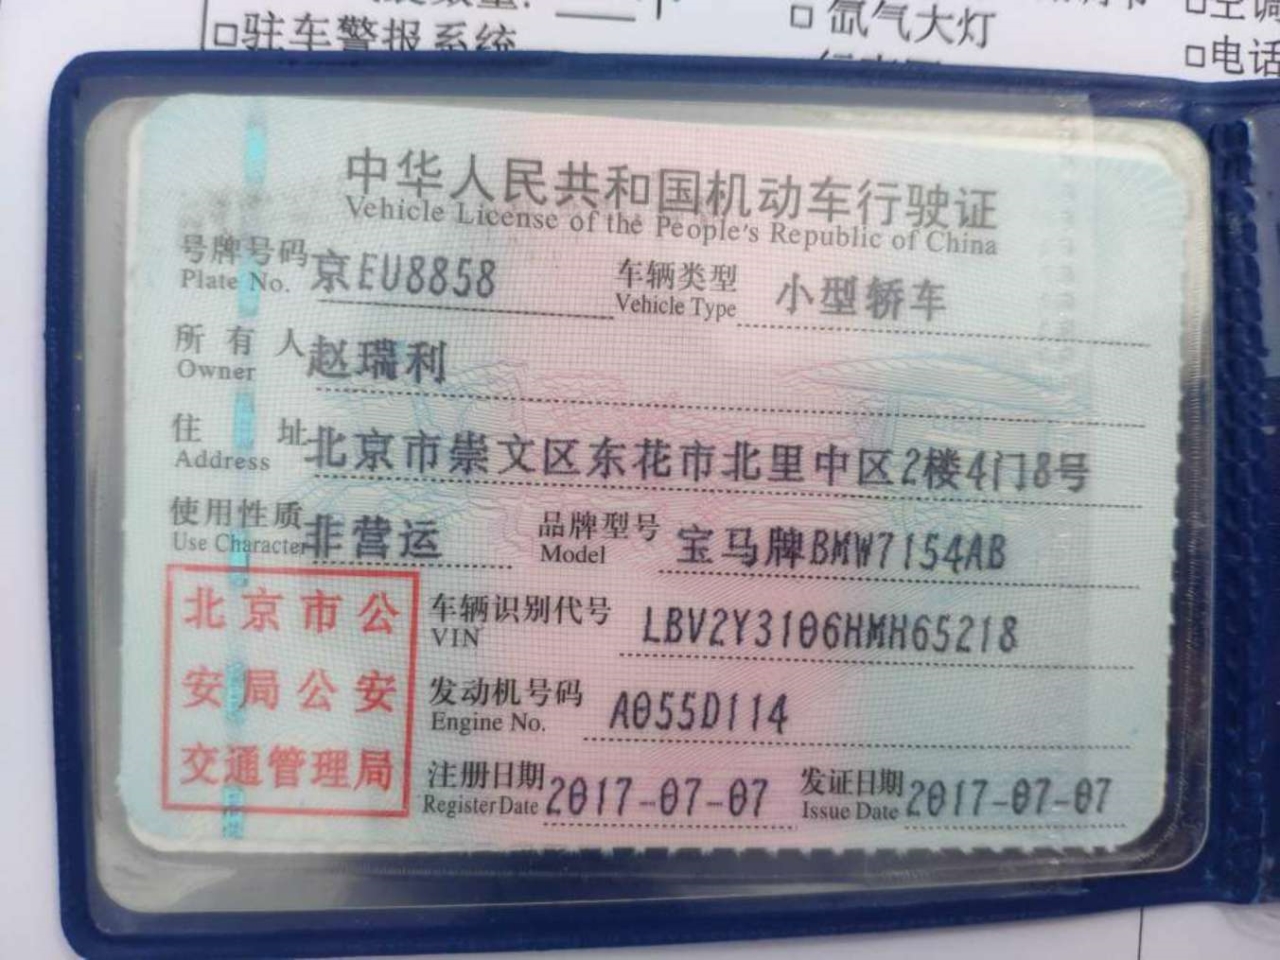 □驻车警报系统
□ 氙气大灯
□空调
□电话
中华人民共和国机动车行驶证
Vehicle License of the People's Republic of China
号牌号码 京EU8858 车辆类型 小型轿车
Plate No. Vehicle Type
所有人 赵瑞利
Owner
住址 北京市崇文区东花市北里中区2楼4门8号
Address
使用性质 非营运 品牌型号 宝马牌BMW7154AB
Use Character Model
北京市公
安局公安
交通管理局
车辆识别代号 LBV2Y3106HMH65218
VIN
发动机号码 A055D114
Engine No.
注册日期 2017-07-07 发证日期 2017-07-07
Register Date Issue Date